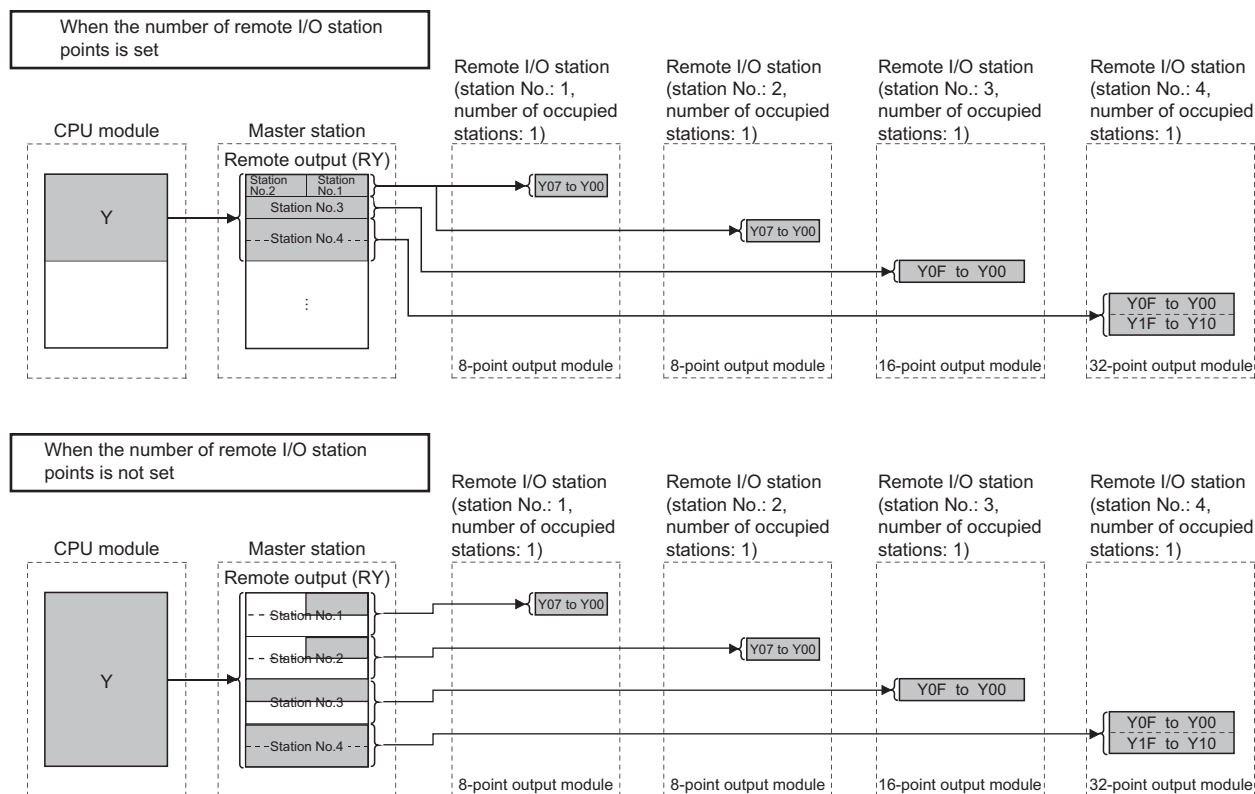 When the number of remote I/O station
points is set
Remote I/O station
(station No.: 1,
number of occupied
stations: 1)
Remote I/O station
(station No.: 2,
number of occupied
stations: 1)
Remote I/O station
(station No.: 3,
number of occupied
stations: 1)
Remote I/O station
(station No.: 4,
number of occupied
stations: 1)
CPU module
Master station
Remote output (RY)
Y
Station
No.2
Station
No.1
Station No.3
Station No.4
⋮
Y07 to Y00
Y07 to Y00
Y0F to Y00
Y0F to Y00
Y1F to Y10
8-point output module
8-point output module
16-point output module
32-point output module
When the number of remote I/O station
points is not set
Remote I/O station
(station No.: 1,
number of occupied
stations: 1)
Remote I/O station
(station No.: 2,
number of occupied
stations: 1)
Remote I/O station
(station No.: 3,
number of occupied
stations: 1)
Remote I/O station
(station No.: 4,
number of occupied
stations: 1)
CPU module
Master station
Remote output (RY)
Y
Station No.1
Station No.2
Station No.3
Station No.4
Y07 to Y00
Y07 to Y00
Y0F to Y00
Y0F to Y00
Y1F to Y10
8-point output module
8-point output module
16-point output module
32-point output module